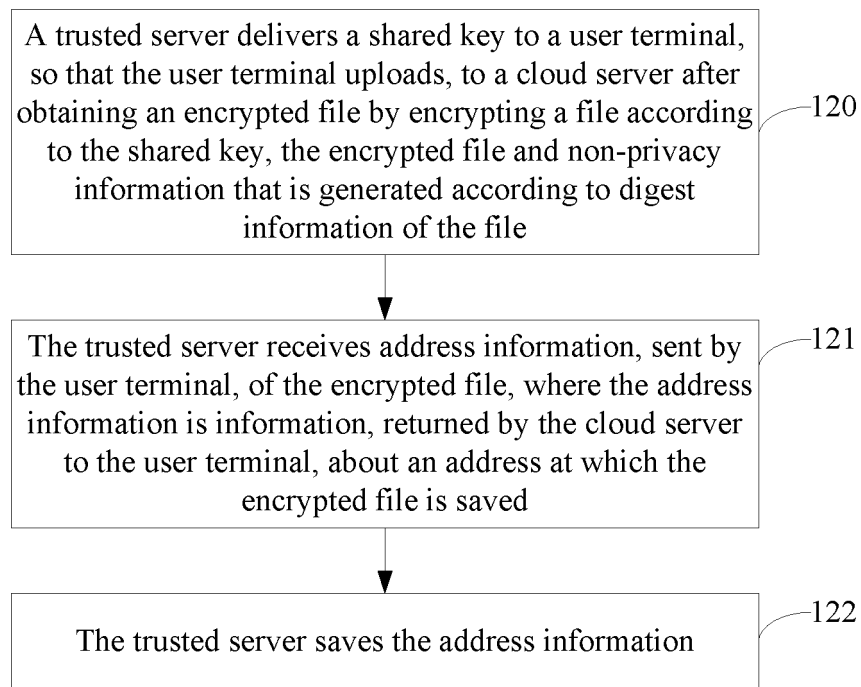 A trusted server delivers a shared key to a user terminal,
so that the user terminal uploads, to a cloud server after
obtaining an encrypted file by encrypting a file according
to the shared key, the encrypted file and non-privacy
information that is generated according to digest
information of the file
120
The trusted server receives address information, sent by
the user terminal, of the encrypted file, where the address
information is information, returned by the cloud server
to the user terminal, about an address at which the
encrypted file is saved
121
The trusted server saves the address information
122